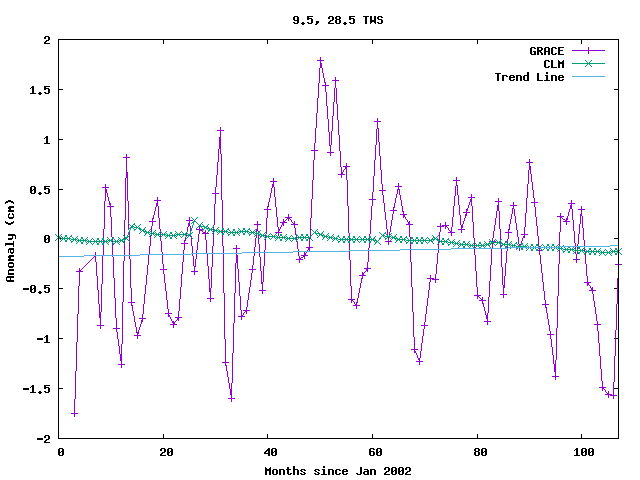 9.5, 28.5 TWS
GRACE
CLM
Trend Line
2
1.5
1
0.5
0
-0.5
-1
-1.5
-2
Anomaly (cm)
0 20 40 60 80 100
Months since Jan 2002